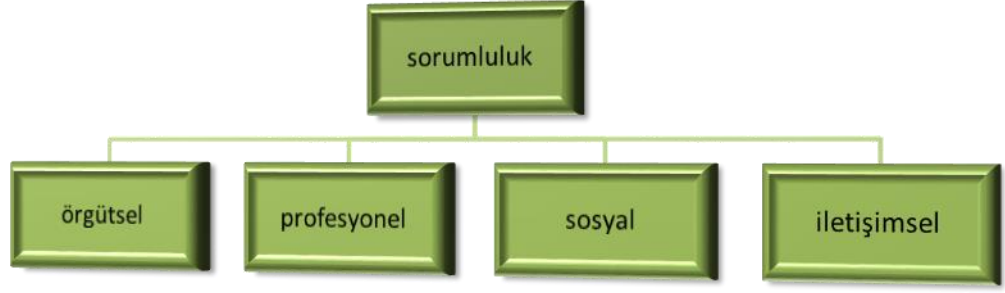 sorumluluk
örgütsel
profesyonel
sosyal
iletişimsel